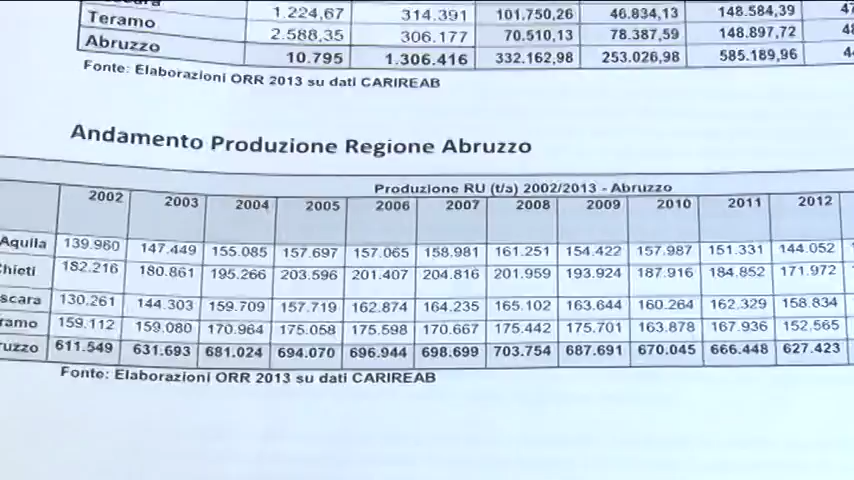 Teramo 1.224,67 314.391 101.750,26 46.834,13 148.584,39
Abruzzo 2.588,35 306.177 70.510,13 78.387,59 148.897,72
10.795 1.306.416 332.162,98 253.026,98 585.189,96
Fonte: Elaborazioni ORR 2013 su dati CARIREAB
Andamento Produzione Regione Abruzzo
Produzione RU (t/a) 2002/2013 - Abruzzo
2002 2003 2004 2005 2006 2007 2008 2009 2010 2011 2012
Aquila 139.960 147.449 155.085 157.697 157.065 158.981 161.251 154.422 157.987 151.331 144.052
hieti 182.216 180.861 195.266 203.596 201.407 204.816 201.959 193.924 187.916 184.852 171.972
scara 130.261 144.303 159.709 157.719 162.874 164.235 165.102 163.644 160.264 162.329 158.834
ramo 159.112 159.080 170.964 175.058 175.598 170.667 175.442 175.701 163.878 167.936 152.565
ruzzo 611.549 631.693 681.024 694.070 696.944 698.699 703.754 687.691 670.045 666.448 627.423
Fonte: Elaborazioni ORR 2013 su dati CARIREAB